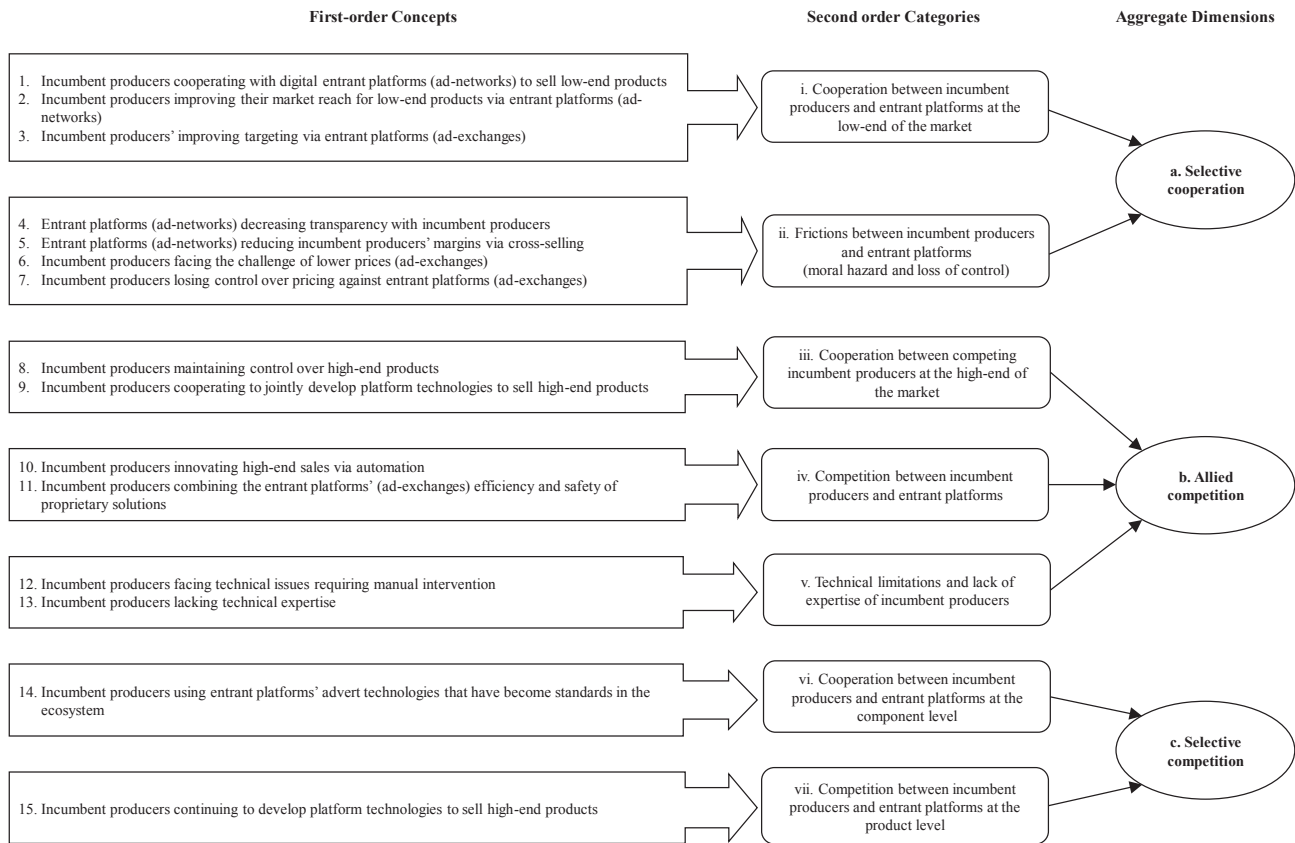 First-order Concepts
Second order Categories
Aggregate Dimensions
1. Incumbent producers cooperating with digital entrant platforms (ad-networks) to sell low-end products
2. Incumbent producers improving their market reach for low-end products via entrant platforms (ad-
networks)
3. Incumbent producers' improving targeting via entrant platforms (ad-exchanges)
i. Cooperation between incumbent
producers and entrant platforms at the
low-end of the market
a. Selective
cooperation
4. Entrant platforms (ad-networks) decreasing transparency with incumbent producers
5. Entrant platforms (ad-networks) reducing incumbent producers' margins via cross-selling
6. Incumbent producers facing the challenge of lower prices (ad-exchanges)
7. Incumbent producers losing control over pricing against entrant platforms (ad-exchanges)
ii. Frictions between incumbent producers
and entrant platforms
(moral hazard and loss of control)
8. Incumbent producers maintaining control over high-end products
9. Incumbent producers cooperating to jointly develop platform technologies to sell high-end products
iii. Cooperation between competing
incumbent producers at the high-end of
the market
10. Incumbent producers innovating high-end sales via automation
11. Incumbent producers combining the entrant platforms' (ad-exchanges) efficiency and safety of
proprietary solutions
iv. Competition between incumbent
producers and entrant platforms
b. Allied
competition
12. Incumbent producers facing technical issues requiring manual intervention
13. Incumbent producers lacking technical expertise
v. Technical limitations and lack of
expertise of incumbent producers
14. Incumbent producers using entrant platforms' advert technologies that have become standards in the
ecosystem
vi. Cooperation between incumbent
producers and entrant platforms at the
component level
c. Selective
competition
15. Incumbent producers continuing to develop platform technologies to sell high-end products
vii. Competition between incumbent
producers and entrant platforms at the
product level